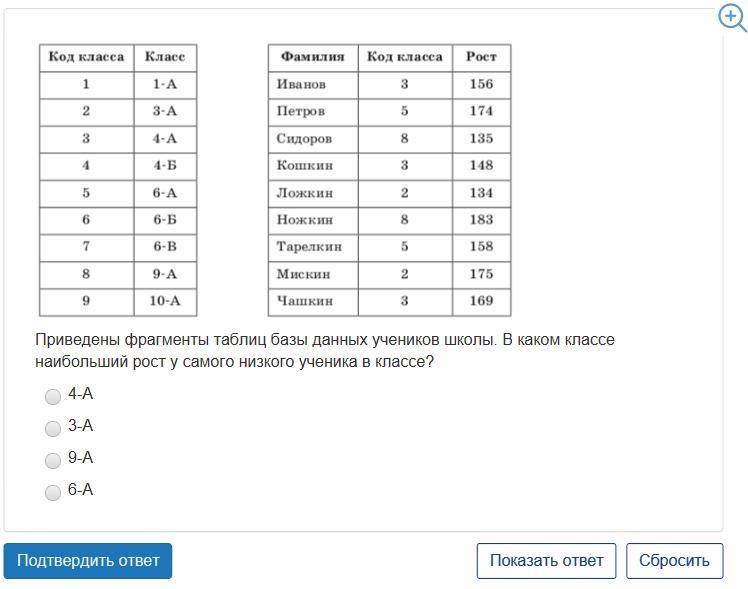 Код класса Класс
1 1-А
2 3-А
3 4-А
4 4-Б
5 6-А
6 6-Б
7 6-В
8 9-А
9 10-А
Фамилия Код класса Рост
Иванов 3 156
Петров 5 174
Сидоров 8 135
Кошкин 3 148
Ложкин 2 134
Ножкин 8 183
Тарелкин 5 158
Мискин 2 175
Чашкин 3 169
Приведены фрагменты таблиц базы данных учеников школы. В каком классе
наибольший рост у самого низкого ученика в классе?
4-А
3-А
9-А
6-А
Подтвердить ответ Показать ответ Сбросить